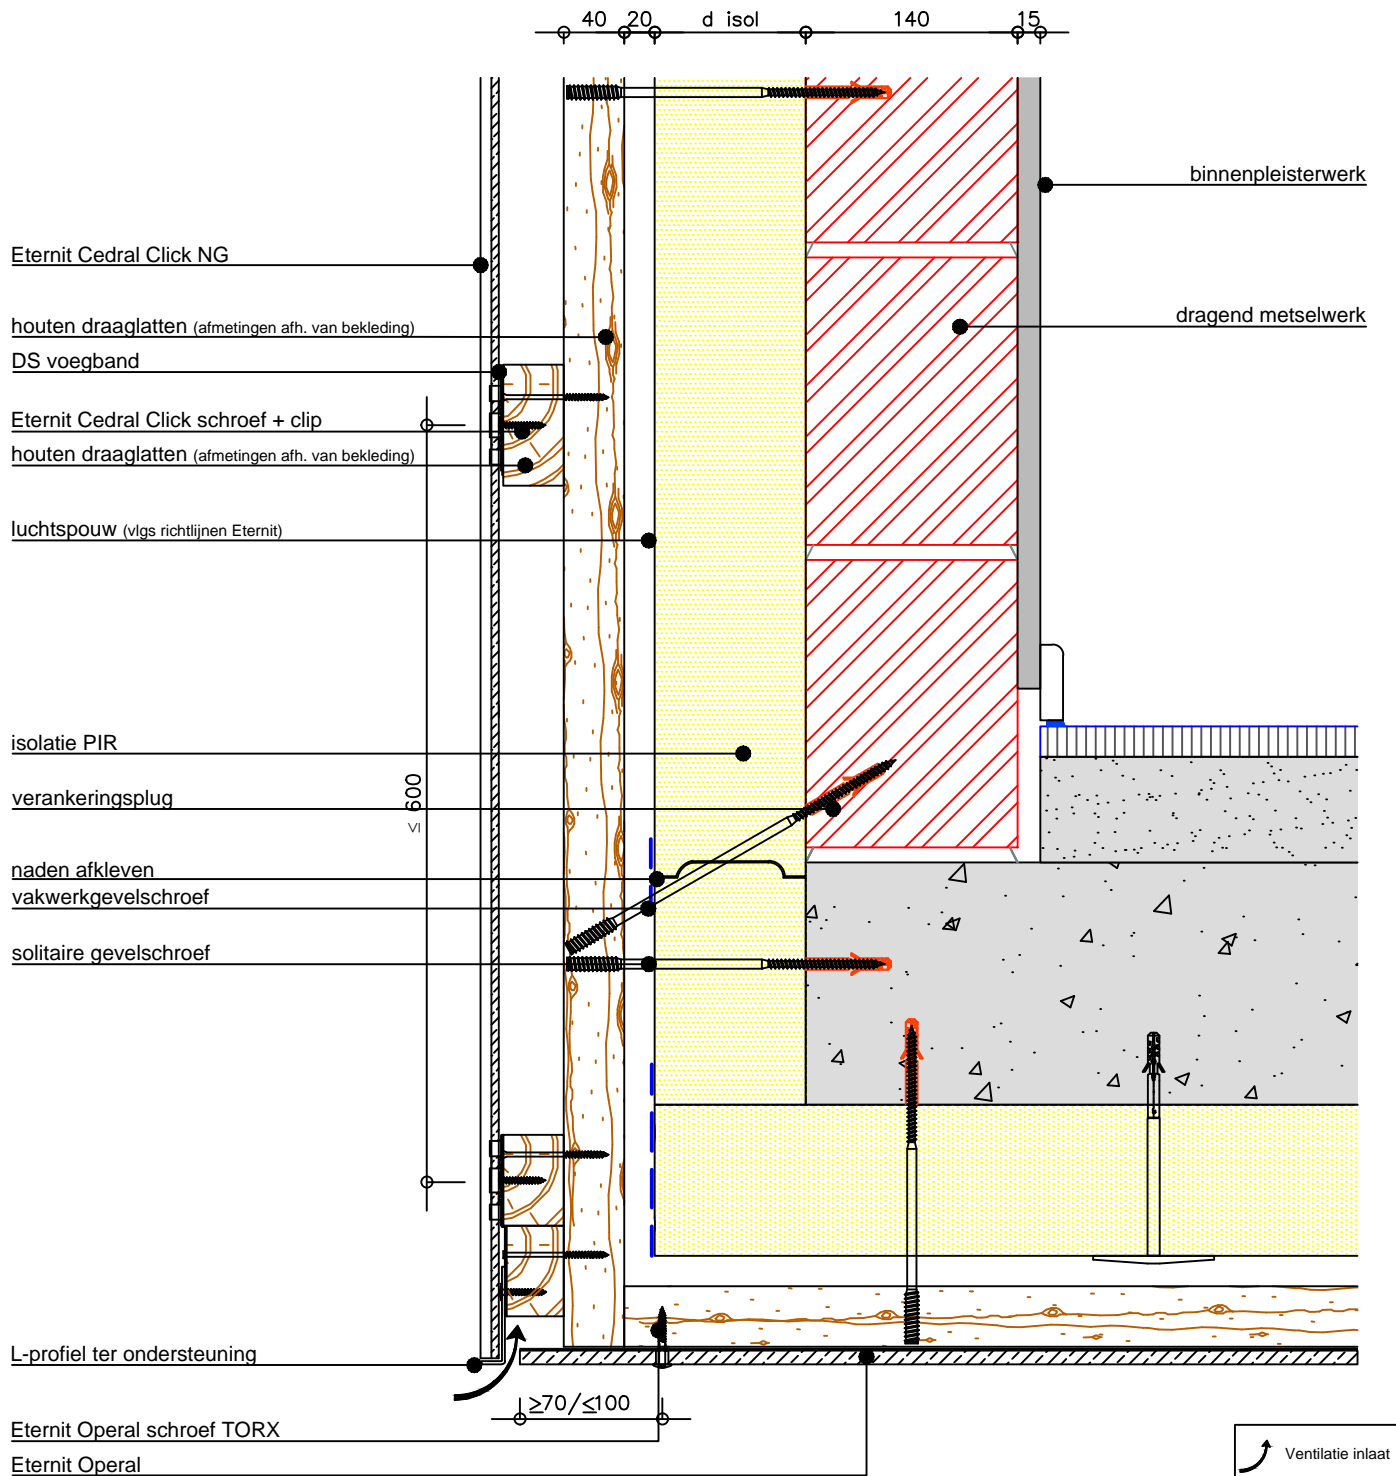 40 20 d isol 140 15
binnenpleisterwerk
Eternit Cedral Click NG
dragend metselwerk
houten draaglatten (afmetingen afh. van bekleding)
DS voegband
Eternit Cedral Click schroef + clip
houten draaglatten (afmetingen afh. van bekleding)
luchtspouw (vlgs richtlijnen Eternit)
isolatie PIR
≤ 600
verankeringsplug
naden afkleven
vakwerkgevelschroef
solitaire gevelschroef
L-profiel ter ondersteuning
≥70/≤100
Eternit Operal schroef TORX
Eternit Operal
Ventilatie inlaat